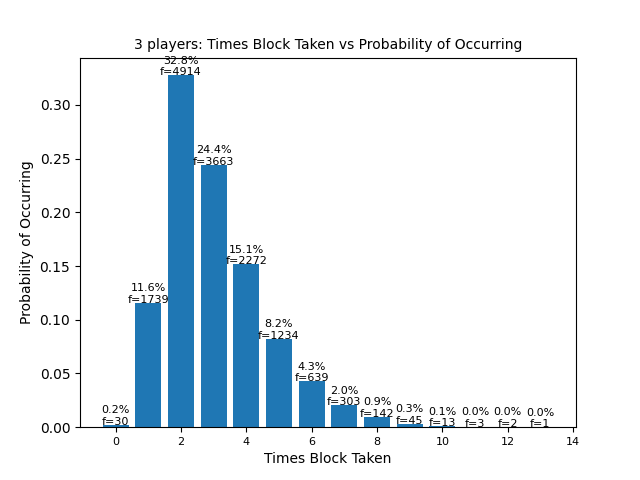 3 players: Times Block Taken vs Probability of Occurring
32.8%
f=4914
24.4%
f=3663
15.1%
f=2272
11.6%
f=1739
8.2%
f=1234
4.3%
f=639
2.0%
f=303
0.9%
f=142
0.3%
f=45
0.1%
f=13
0.0%
f=3
0.0%
f=2
0.0%
f=1
0.2%
f=30
0.30
0.25
0.20
0.15
0.10
0.05
0.00
Probability of Occurring
0 2 4 6 8 10 12 14
Times Block Taken